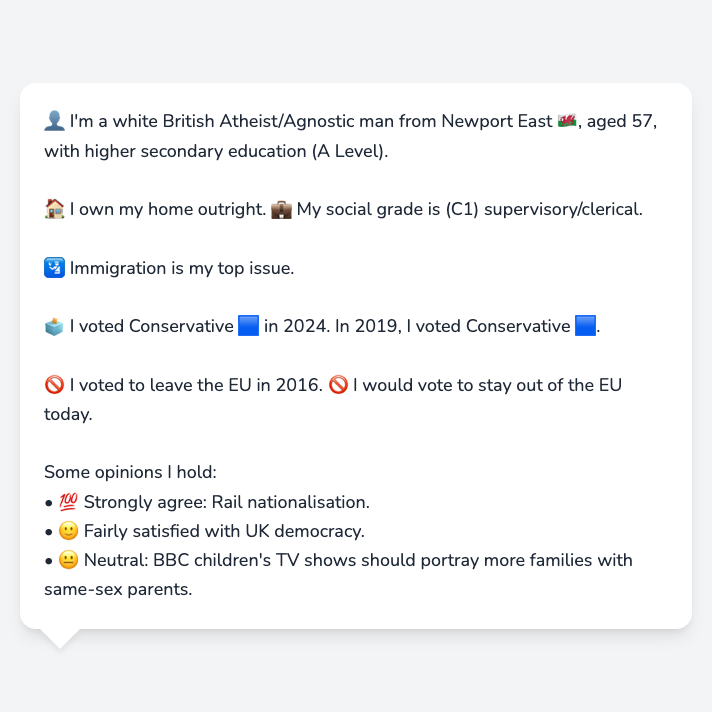 👤 I'm a white British Atheist/Agnostic man from Newport East 🏴󠁧󠁢󠁷󠁬󠁳󠁿, aged 57,
with higher secondary education (A Level).
🏠 I own my home outright. 💼 My social grade is (C1) supervisory/clerical.
🛂 Immigration is my top issue.
🗳️ I voted Conservative 🟦 in 2024. In 2019, I voted Conservative 🟦.
🚫 I voted to leave the EU in 2016. 🚫 I would vote to stay out of the EU
today.
Some opinions I hold:
• 💯 Strongly agree: Rail nationalisation.
• 🙂 Fairly satisfied with UK democracy.
• 😐 Neutral: BBC children's TV shows should portray more families with
same-sex parents.